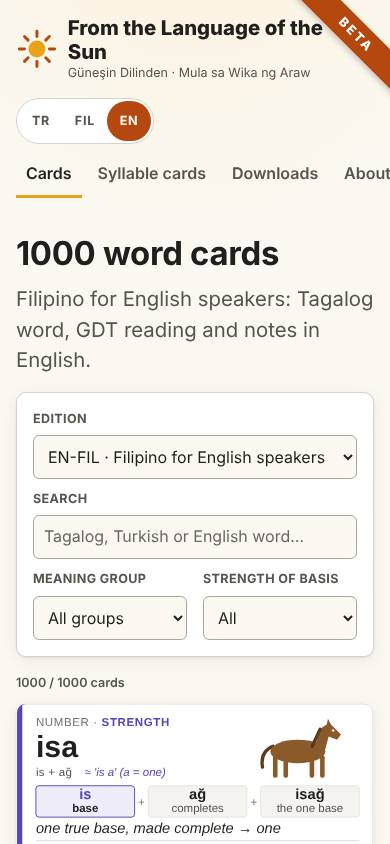 From the Language of the
Sun
Güneşin Dilinden · Mula sa Wika ng Araw
BETA
TR FIL EN
Cards Syllable cards Downloads About
1000 word cards
Filipino for English speakers: Tagalog
word, GDT reading and notes in
English.
EDITION
EN-FIL · Filipino for English speakers
SEARCH
Tagalog, Turkish or English word...
MEANING GROUP STRENGTH OF BASIS
All groups All
1000 / 1000 cards
NUMBER · STRENGTH
isa
is + ağ ≈ 'is a' (a = one)
is + ağ + isağ
base completes the one base
one true base, made complete → one